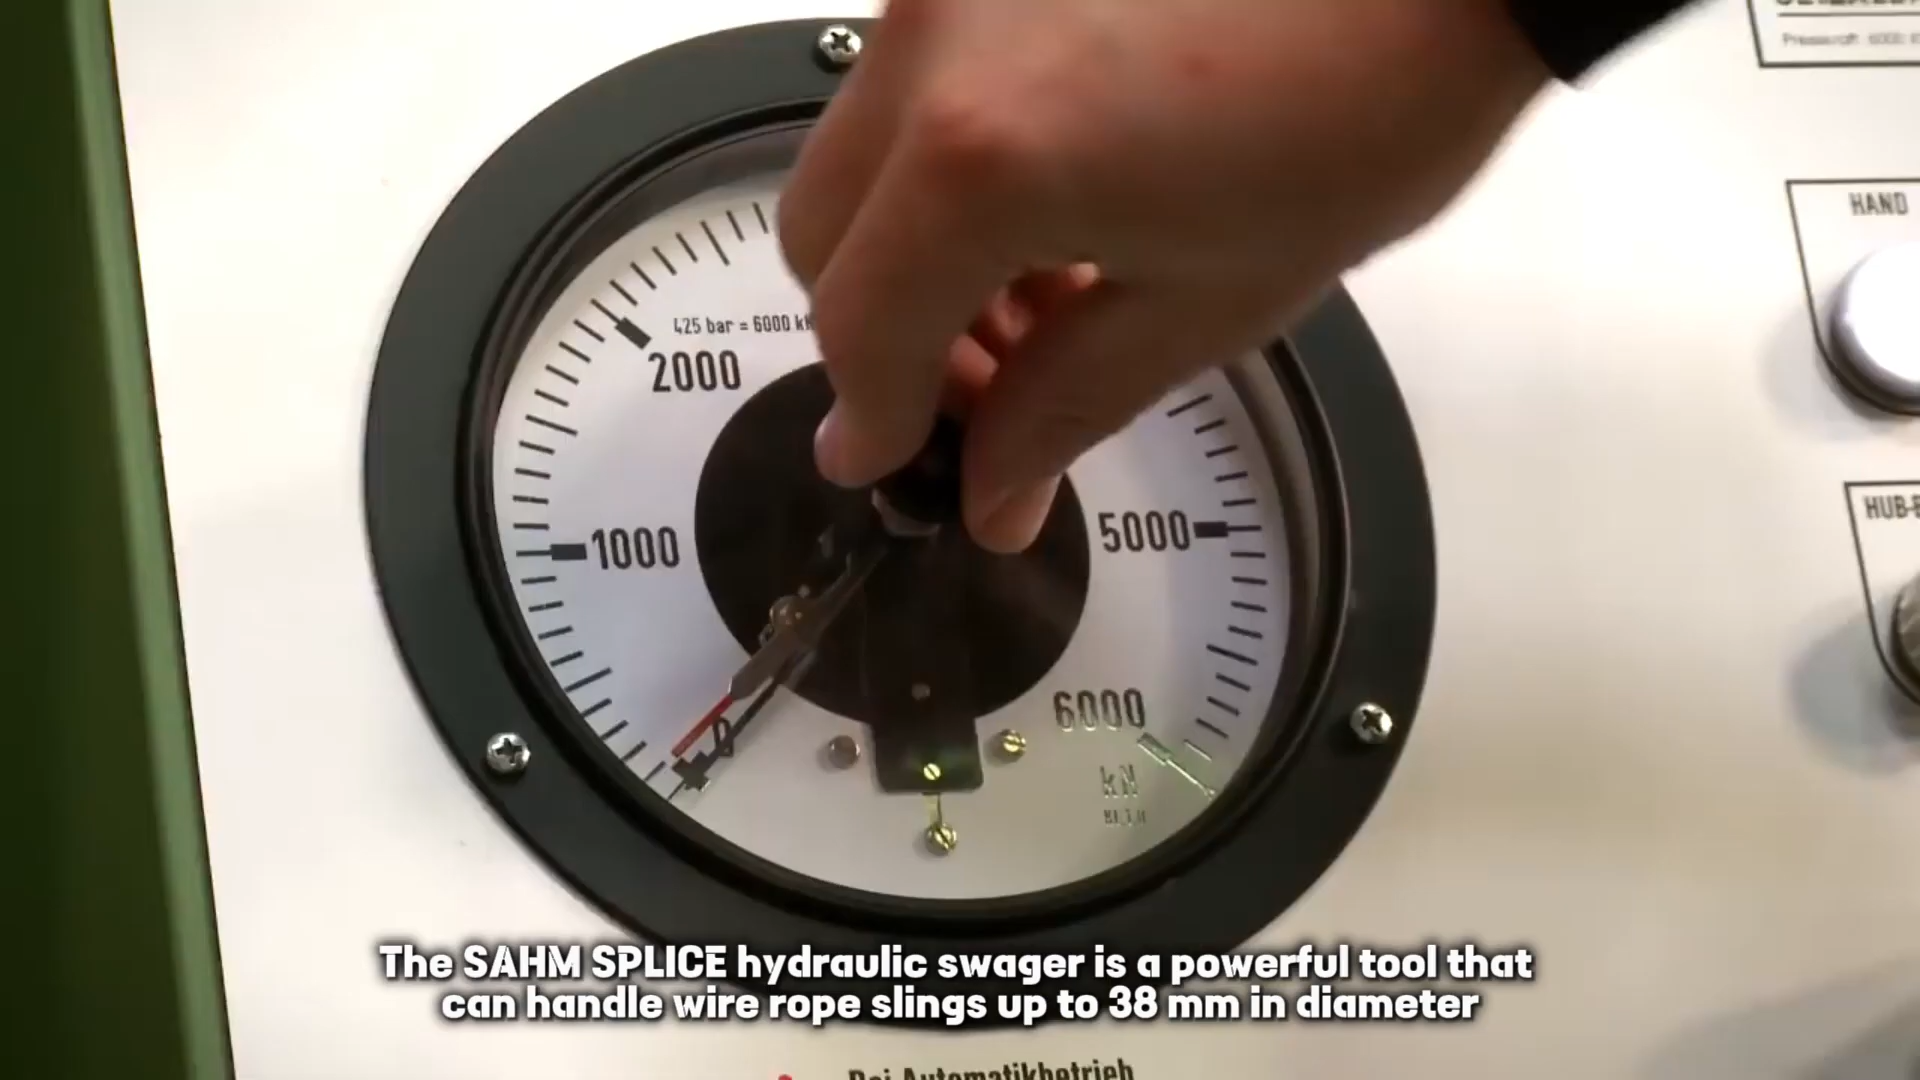 HAND
425 bar = 6000
2000
1000
5000
HUB-
6000
0
kN
The SAHM SPLICE hydraulic swager is a powerful tool that
can handle wire rope slings up to 38 mm in diameter
Bei Automatikbetrieb